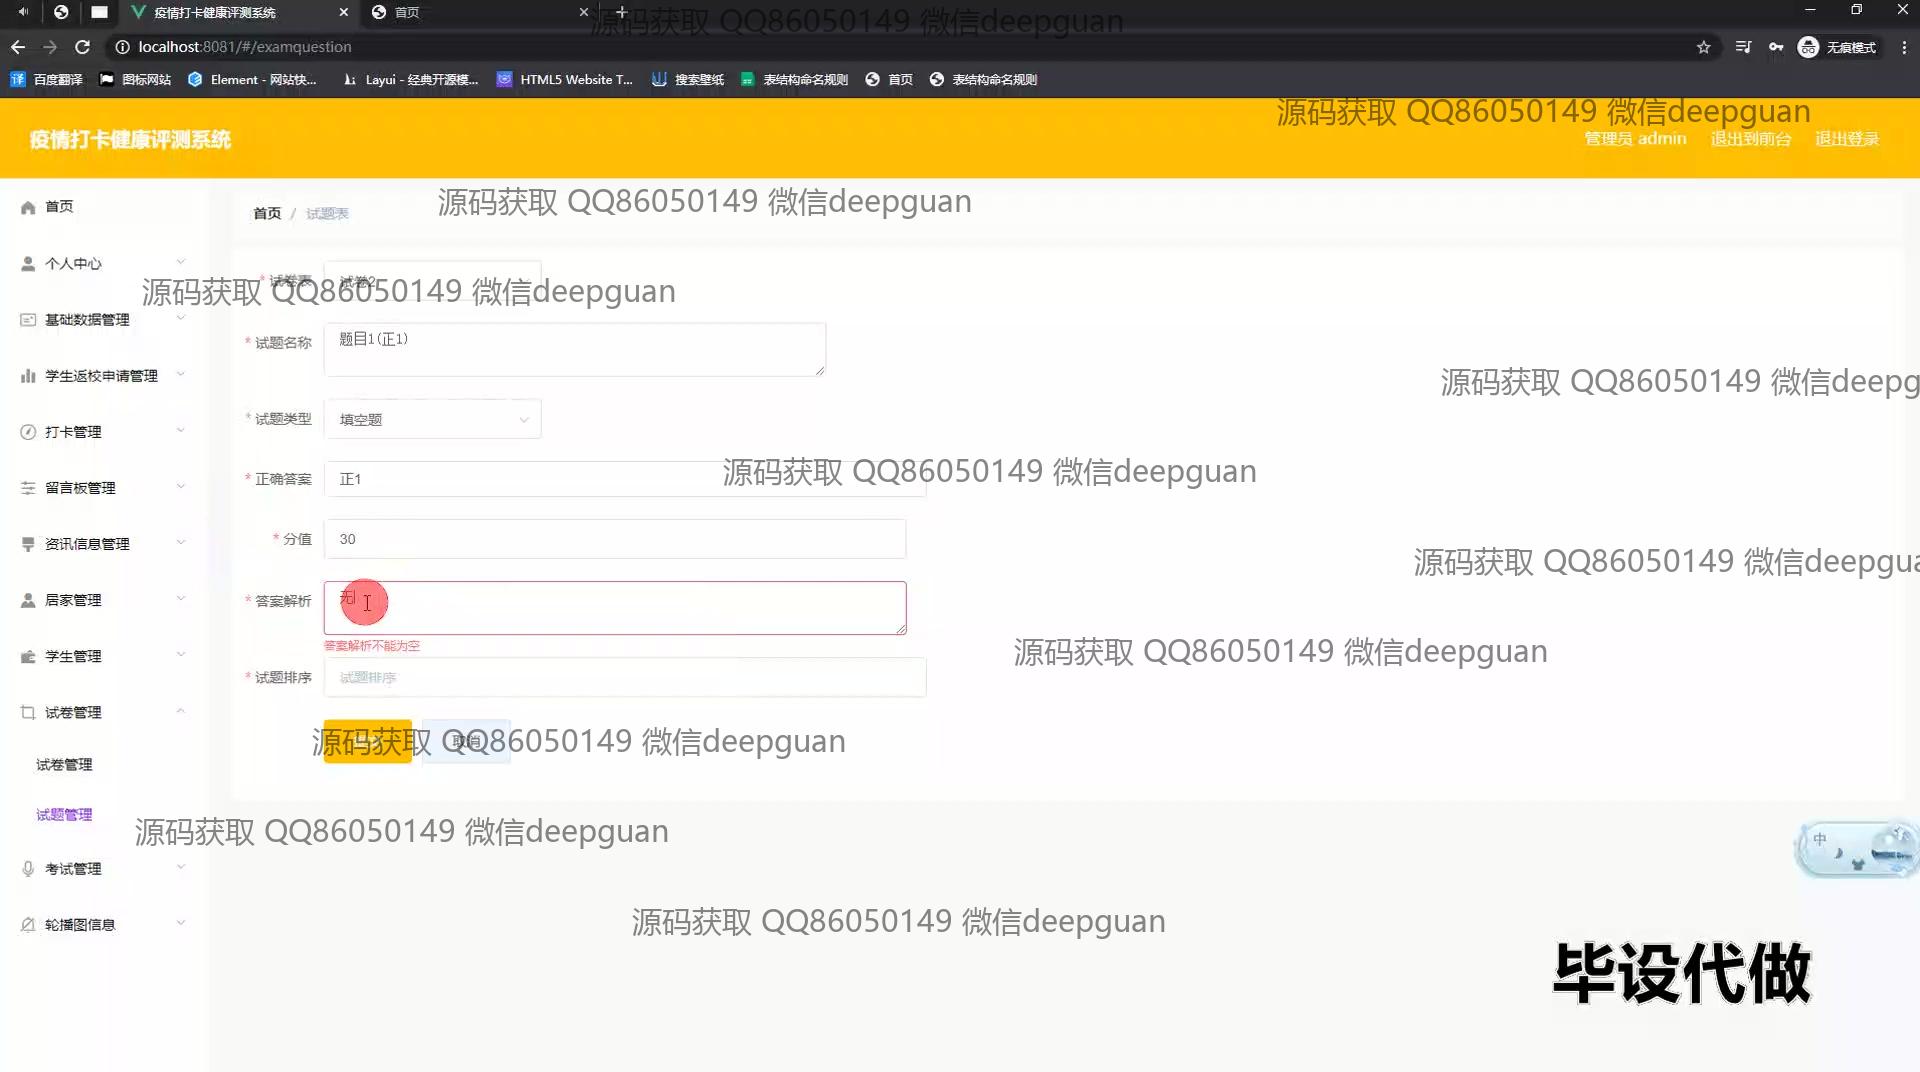 疫情打卡健康评测系统
首页
源码获取 QQ86050149 微信deepguan
localhost:8081/#/examquestion
无痕模式
百度翻译
图标网站
Element - 网站快...
Layui - 经典开源模...
HTML5 Website T...
搜索壁纸
表结构命名规则
首页
表结构命名规则
源码获取 QQ86050149 微信deepguan
疫情打卡健康评测系统
管理员 admin
退出到前台
退出登录
首页
首页 / 试题表
源码获取 QQ86050149 微信deepguan
个人中心
* 试卷表
试卷2
源码获取 QQ86050149 微信deepguan
基础数据管理
* 试题名称
题目1(正1)
学生返校申请管理
源码获取 QQ86050149 微信deepg
* 试题类型
填空题
打卡管理
* 正确答案
正1
源码获取 QQ86050149 微信deepguan
留言板管理
* 分值
30
资讯信息管理
源码获取 QQ86050149 微信deepgua
* 答案解析
无
居家管理
答案解析不能为空
源码获取 QQ86050149 微信deepguan
学生管理
* 试题排序
试题排序
试卷管理
取消
源码获取 QQ86050149 微信deepguan
试卷管理
试题管理
源码获取 QQ86050149 微信deepguan
中
考试管理
轮播图信息
源码获取 QQ86050149 微信deepguan
毕设代做